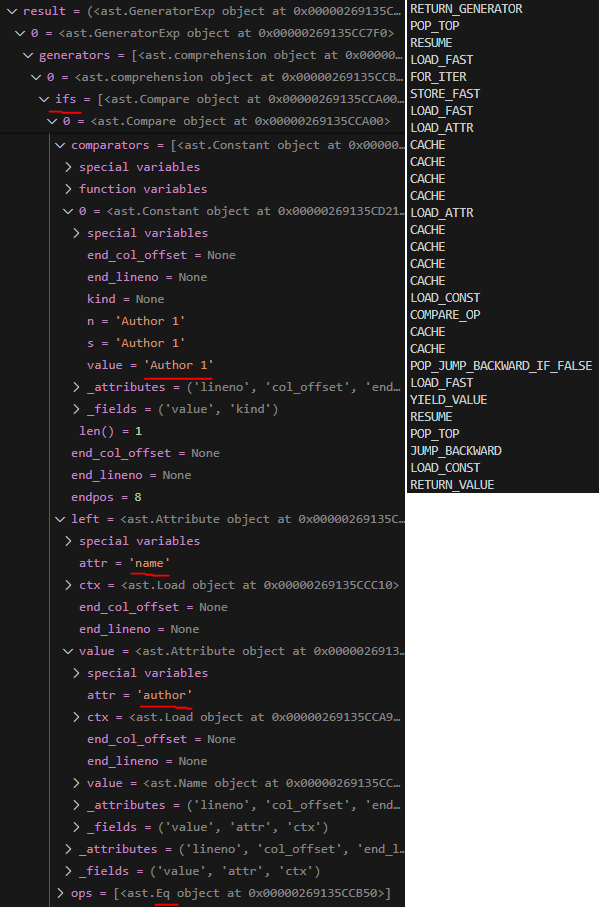 result = (<ast.GeneratorExp object at 0x00000269135C…
0 = <ast.GeneratorExp object at 0x00000269135CC7F0>
generators = [<ast.comprehension object at 0x00000…
0 = <ast.comprehension object at 0x00000269135CCB…
ifs = [<ast.Compare object at 0x00000269135CCA00…
0 = <ast.Compare object at 0x00000269135CCA00>
comparators = [<ast.Constant object at 0x00000…
special variables
function variables
0 = <ast.Constant object at 0x00000269135CD21…
special variables
end_col_offset = None
end_lineno = None
kind = None
n = 'Author 1'
s = 'Author 1'
value = 'Author 1'
_attributes = ('lineno', 'col_offset', 'end…
_fields = ('value', 'kind')
len() = 1
end_col_offset = None
end_lineno = None
endpos = 8
left = <ast.Attribute object at 0x00000269135C…
special variables
attr = 'name'
ctx = <ast.Load object at 0x00000269135CCC10>
end_col_offset = None
end_lineno = None
value = <ast.Attribute object at 0x0000026913…
special variables
attr = 'author'
ctx = <ast.Load object at 0x00000269135CCA9…
end_col_offset = None
end_lineno = None
value = <ast.Name object at 0x00000269135CC…
_attributes = ('lineno', 'col_offset', 'end…
_fields = ('value', 'attr', 'ctx')
_attributes = ('lineno', 'col_offset', 'end_l…
_fields = ('value', 'attr', 'ctx')
ops = [<ast.Eq object at 0x00000269135CCB50>]
RETURN_GENERATOR
POP_TOP
RESUME
LOAD_FAST
FOR_ITER
STORE_FAST
LOAD_FAST
LOAD_ATTR
CACHE
CACHE
CACHE
CACHE
LOAD_ATTR
CACHE
CACHE
CACHE
CACHE
LOAD_CONST
COMPARE_OP
CACHE
CACHE
POP_JUMP_BACKWARD_IF_FALSE
LOAD_FAST
YIELD_VALUE
RESUME
POP_TOP
JUMP_BACKWARD
LOAD_CONST
RETURN_VALUE